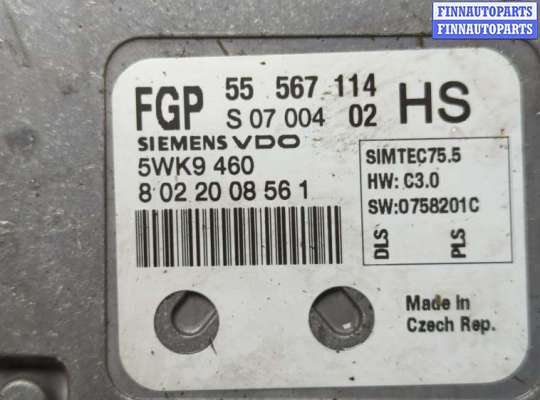 FINNAUTOPARTS
FINNAUTOPARTS
FGP 55 567 114 HS
S 07 004 02
SIEMENS VDO
5WK9 460
8 02 20 08 56 1
SIMTEC75.5
HW: C3.0
SW:0758201C
DLS PLS
Made in
Czech Rep.